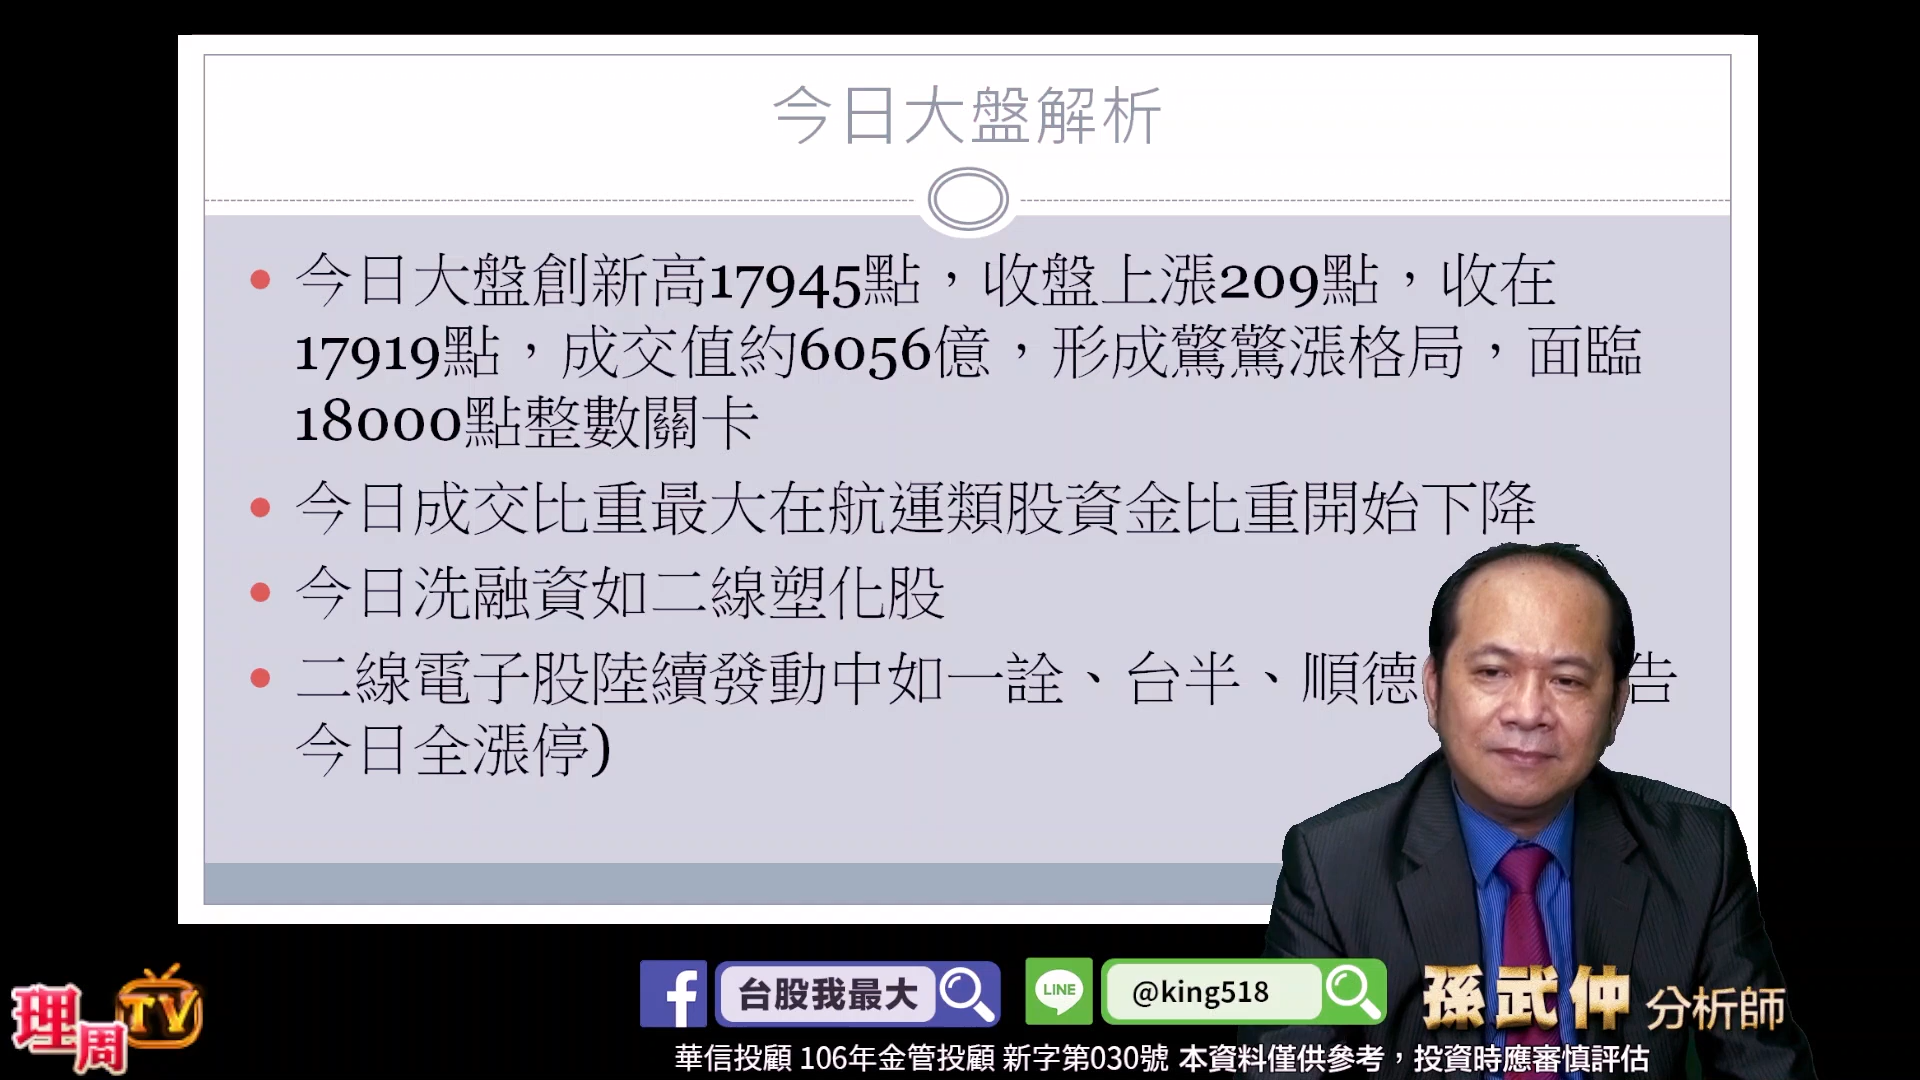 今日大盤解析
今日大盤創新高17945點，收盤上漲209點，收在
17919點，成交值約6056億，形成驚驚漲格局，面臨
18000點整數關卡
今日成交比重最大在航運類股資金比重開始下降
今日洗融資如二線塑化股
二線電子股陸續發動中如一詮、台半、順德 告
今日全漲停)
理周TV
台股我最大
LINE
@king518
孫武仲 分析師
華信投顧 106年金管投顧 新字第030號 本資料僅供參考，投資時應審慎評估